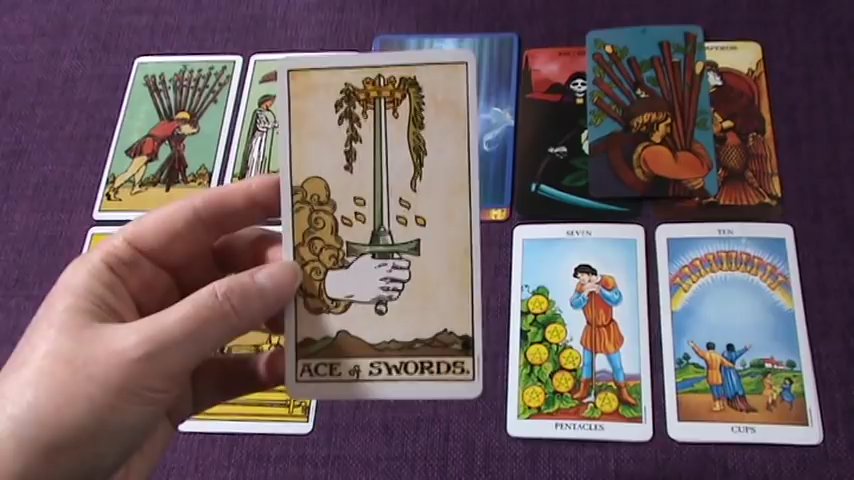 ACE of SWORDS.
SEVEN
PENTACLES
TEN
CUPS